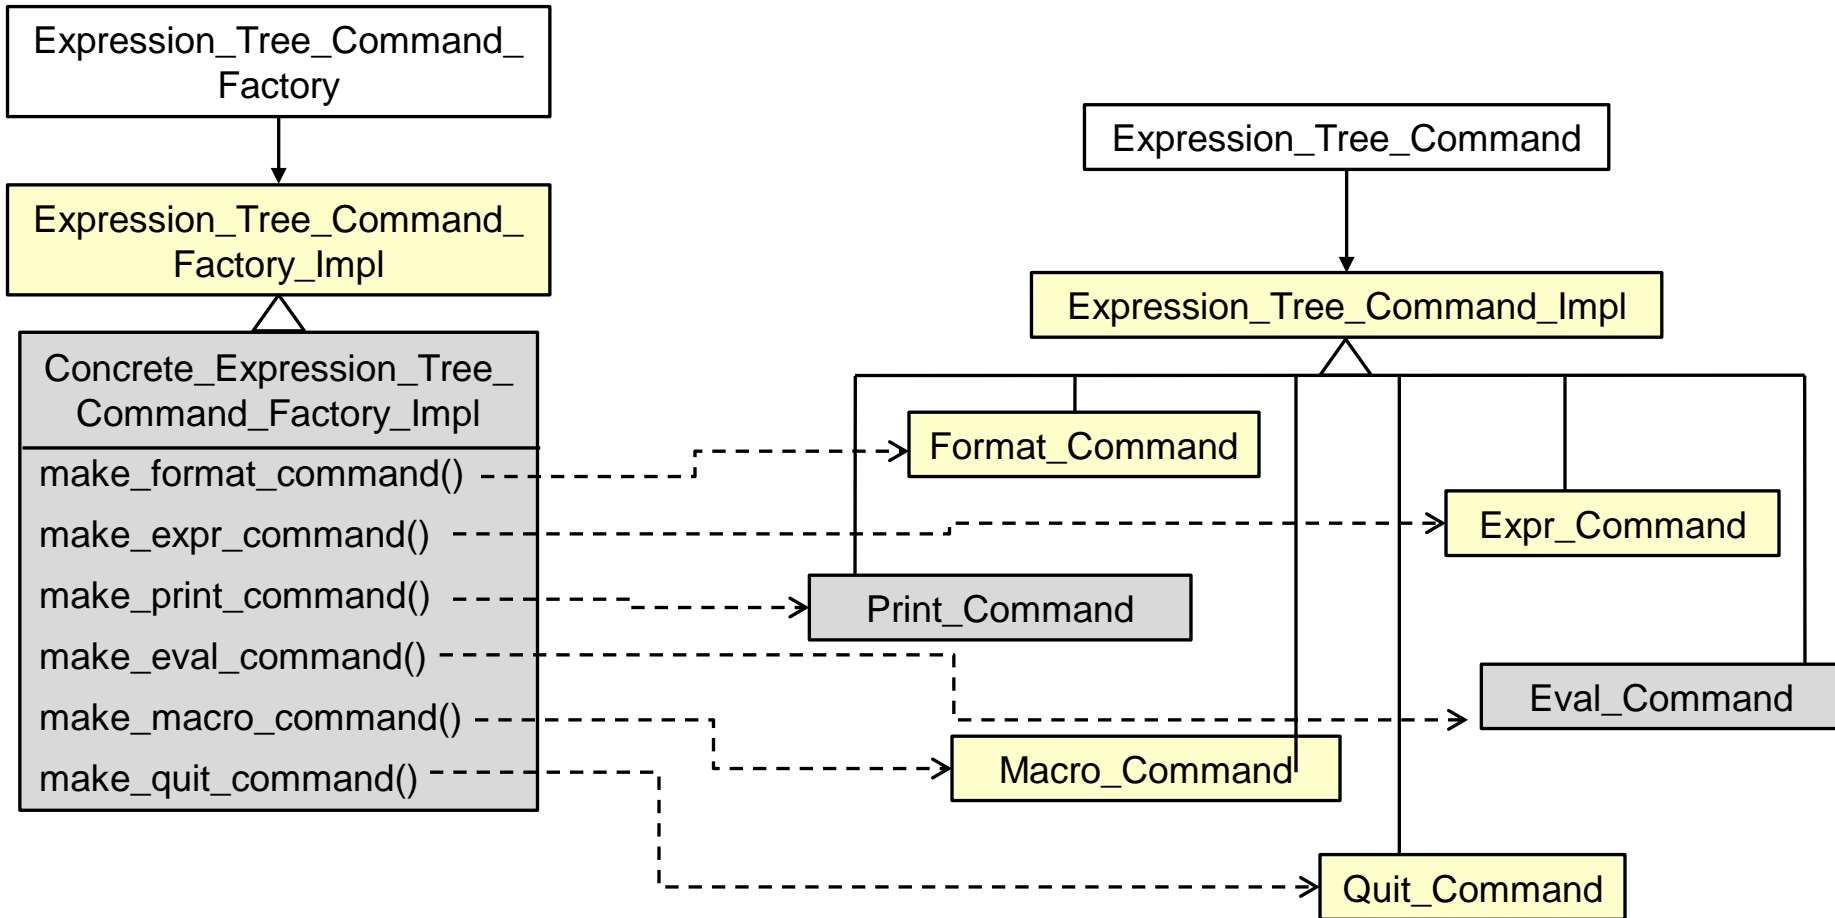 Expression_Tree_Command_
Factory
Expression_Tree_Command_
Factory_Impl
Concrete_Expression_Tree_
Command_Factory_Impl
make_format_command()
make_expr_command()
make_print_command()
make_eval_command()
make_macro_command()
make_quit_command()
Expression_Tree_Command
Expression_Tree_Command_Impl
Format_Command
Expr_Command
Print_Command
Eval_Command
Macro_Command
Quit_Command